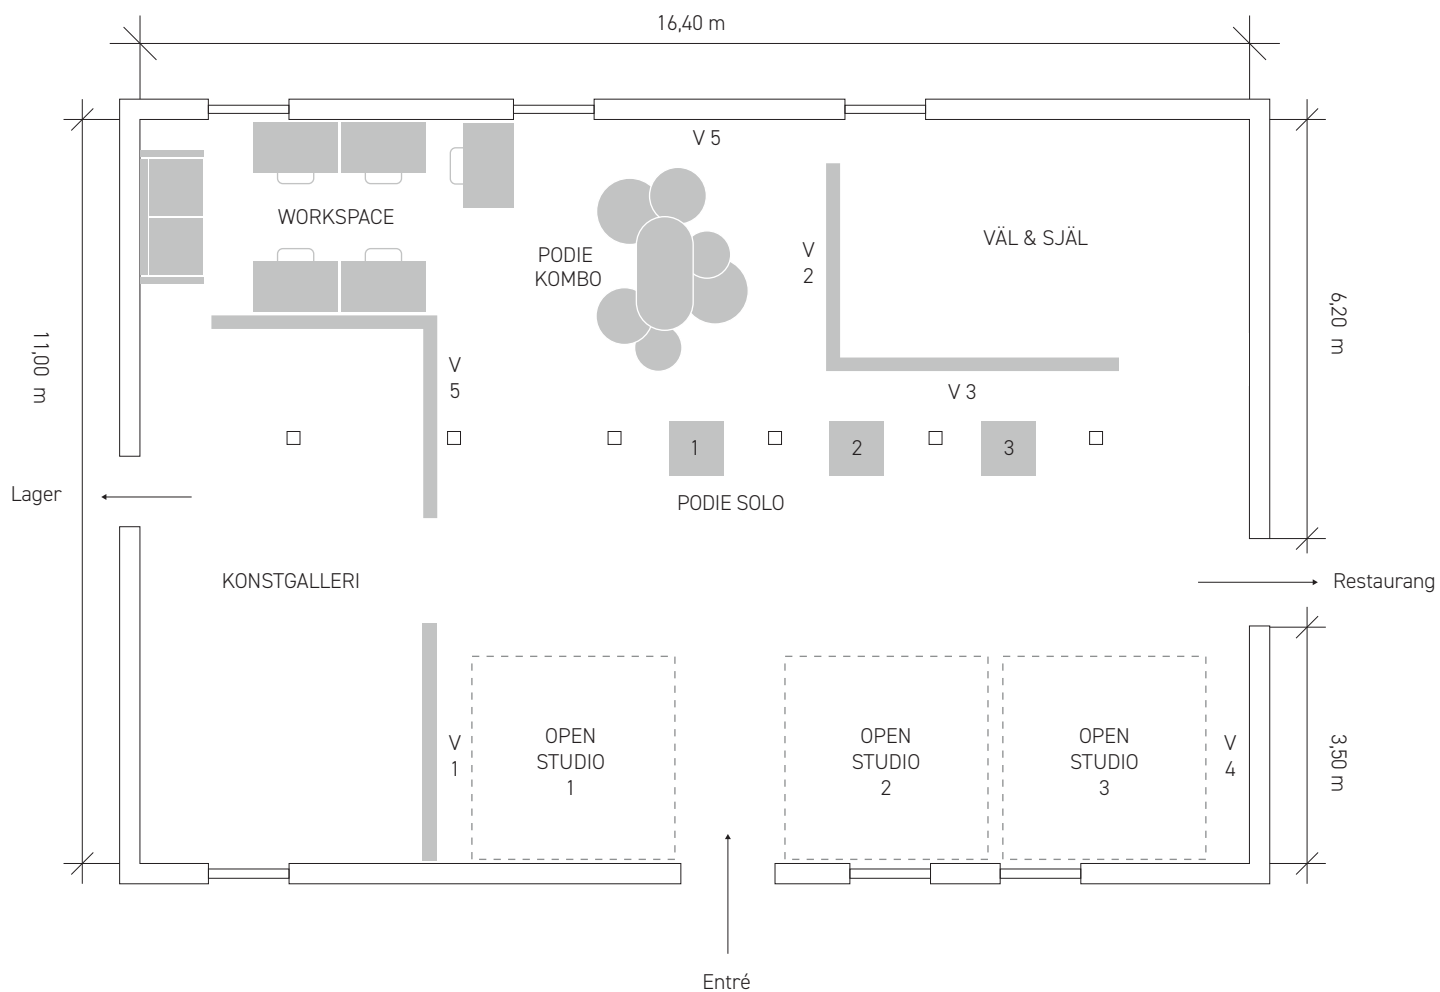 16,40 m
V 5
WORKSPACE
PODIE
KOMBO
V
2
VÄL & SJÄL
11,00 m
6,20 m
V
5
V 3
1
2
3
Lager
PODIE SOLO
KONSTGALLERI
Restaurang
V
1
OPEN
STUDIO
1
OPEN
STUDIO
2
OPEN
STUDIO
3
V
4
3,50 m
Entré